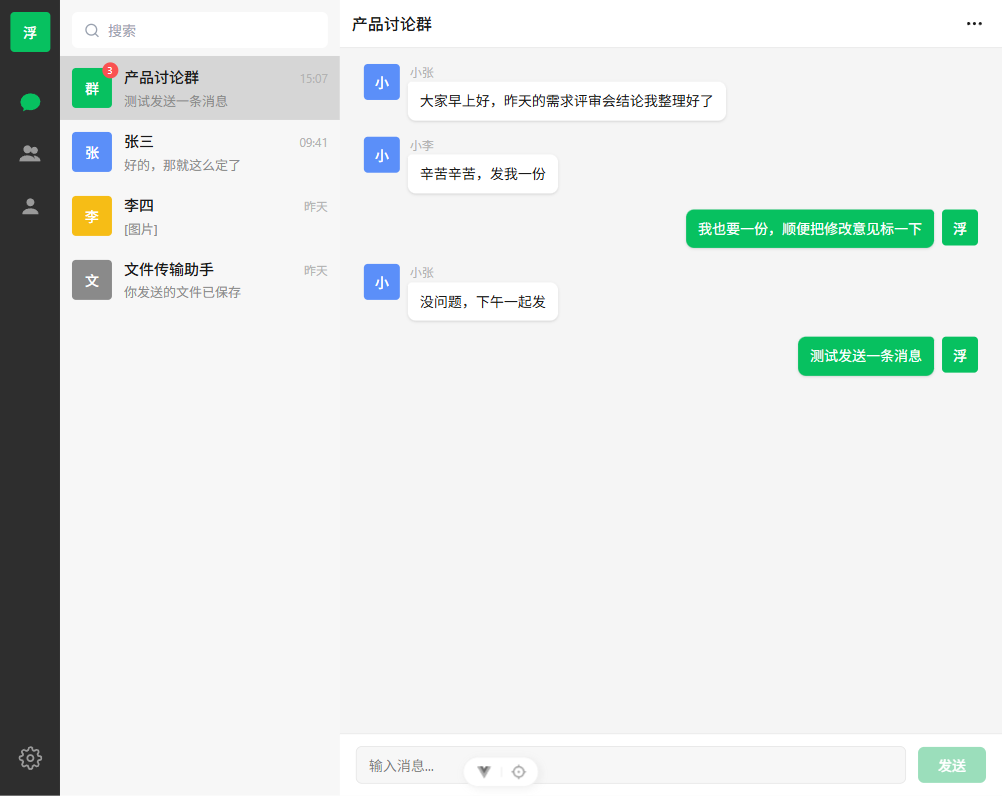 浮
搜索
群
3
产品讨论群
15:07
测试发送一条消息
张
张三
09:41
好的，那就这么定了
李
李四
昨天
[图片]
文
文件传输助手
昨天
你发送的文件已保存
产品讨论群
小
小张
大家早上好，昨天的需求评审会结论我整理好了
小
小李
辛苦辛苦，发我一份
我也要一份，顺便把修改意见标一下
浮
小
小张
没问题，下午一起发
测试发送一条消息
浮
输入消息...
发送